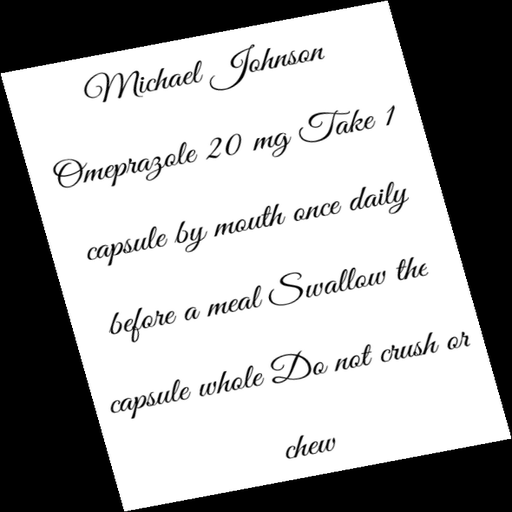 Michael Johnson
Omeprazole 20 mg Take 1
capsule by mouth once daily
before a meal Swallow the
capsule whole Do not crush or
chew